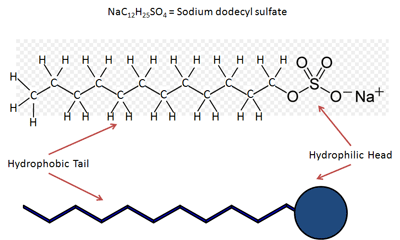 NaC₁₂H₂₅SO₄ = Sodium dodecyl sulfate
H H H H H H H H H H H H O O
H C C C C C C S
H C C C C C C O O⁻Na⁺
H H H H H H H H H H H
Hydrophobic Tail
Hydrophilic Head